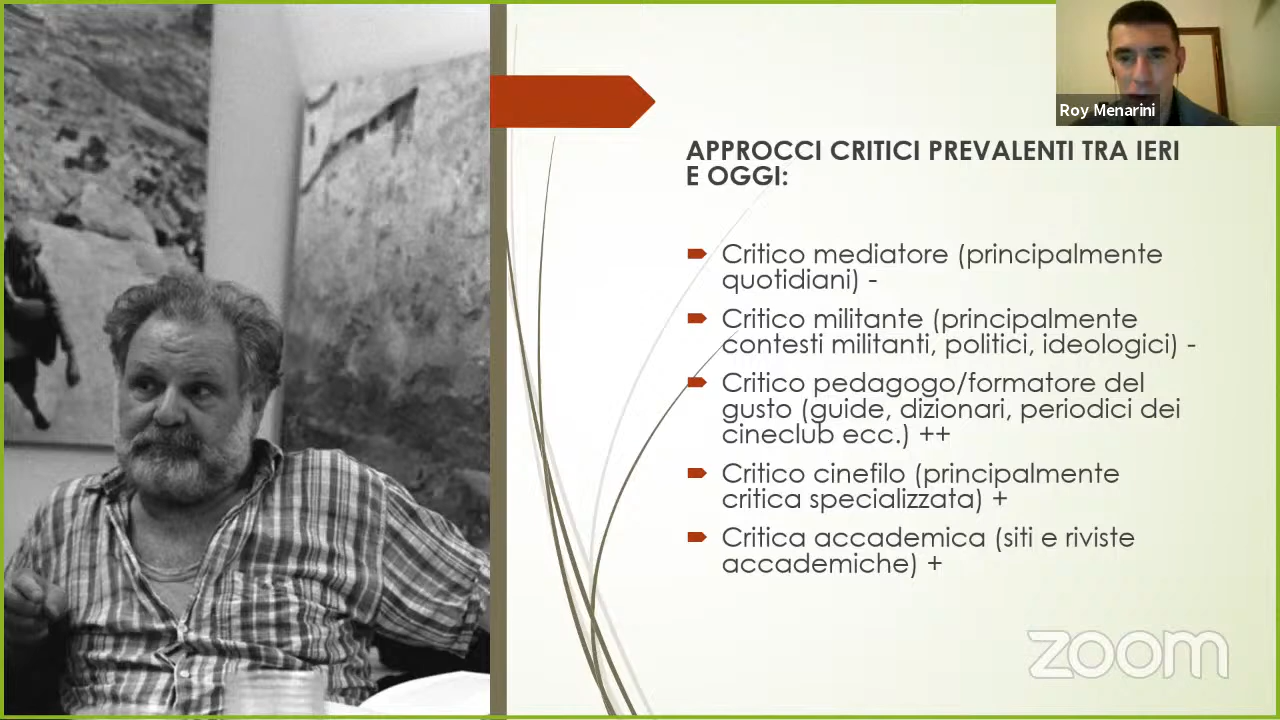 Roy Menarini
APPROCCI CRITICI PREVALENTI TRA IERI
E OGGI:
Critico mediatore (principalmente
quotidiani) -
Critico militante (principalmente
contesti militanti, politici, ideologici) -
Critico pedagogo/formatore del
gusto (guide, dizionari, periodici dei
cineclub ecc.) ++
Critico cinefilo (principalmente
critica specializzata) +
Critica accademica (siti e riviste
accademiche) +
zoom